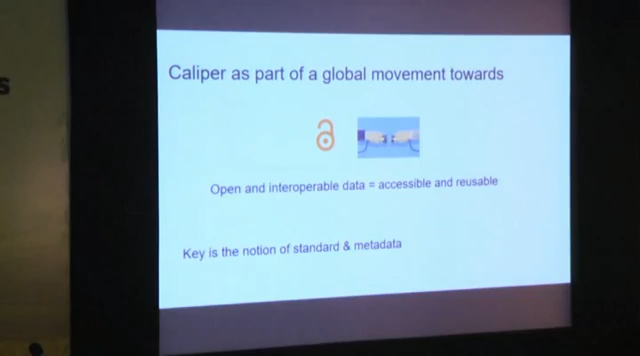 s
Caliper as part of a global movement towards
Open and interoperable data = accessible and reusable
Key is the notion of standard & metadata